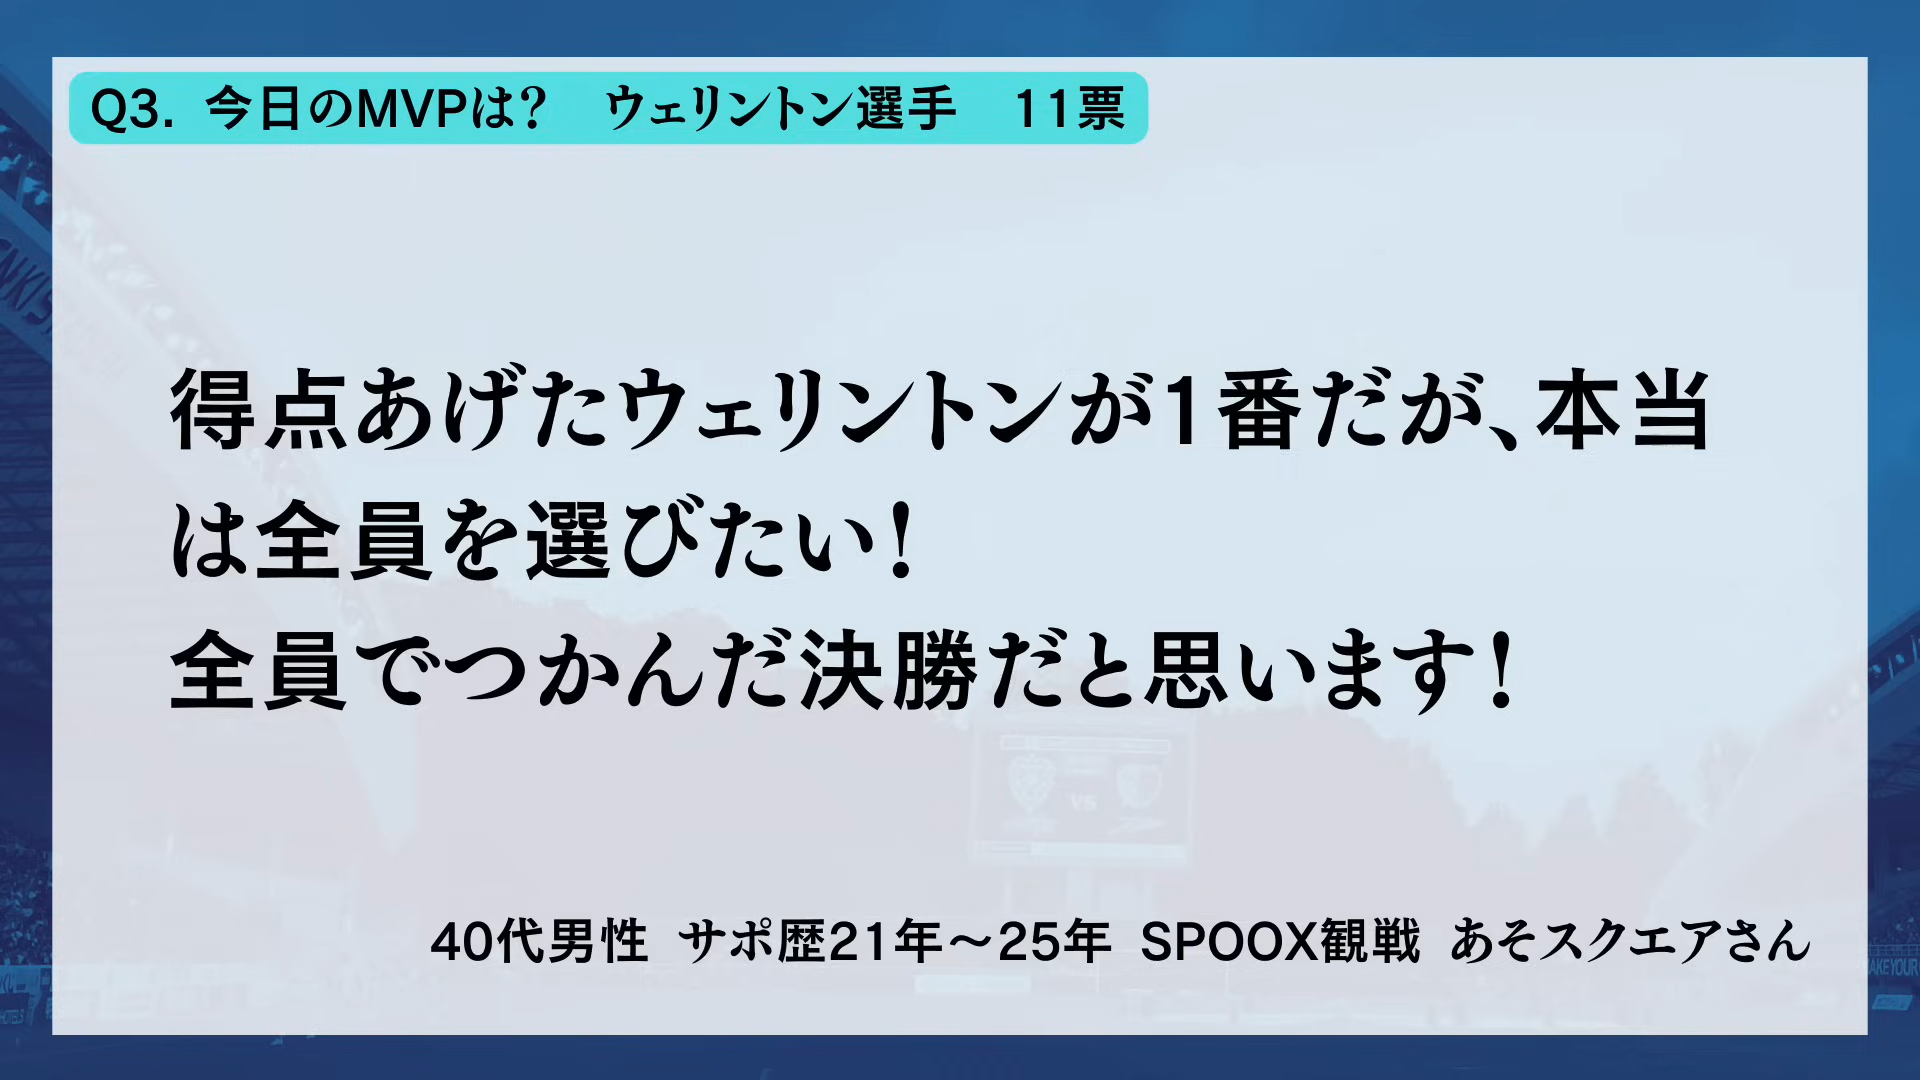 Q3. 今日のMVPは？　ウェリントン選手　11票
得点あげたウェリントンが1番だが、本当
は全員を選びたい！
全員でつかんだ決勝だと思います！
VS
40代男性 サポ歴21年～25年 SPOOX観戦 あそスクエアさん